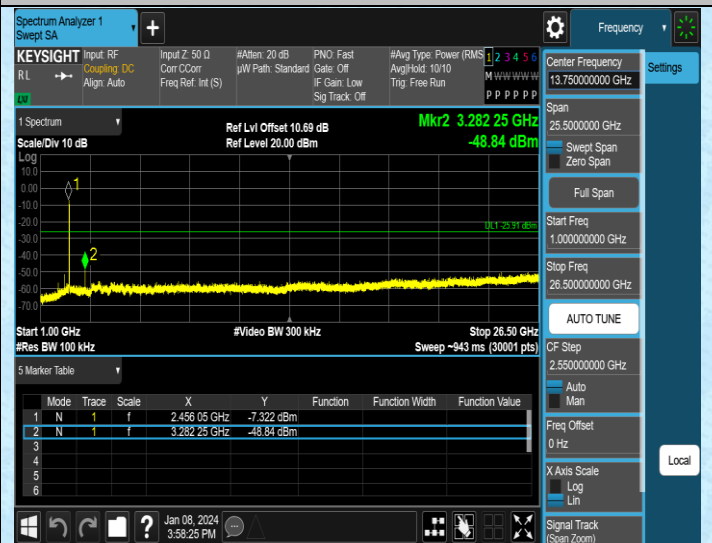 Spectrum Analyzer 1
Swept SA
+
Frequency
KEYSIGHT
RL
Input: RF
Coupling: DC
Align: Auto
Input Z: 50 Ω
Corr CCorr
Freq Ref: Int (S)
#Atten: 20 dB
µW Path: Standard
PNO: Fast
Gate: Off
IF Gain: Low
Sig Track: Off
#Avg Type: Power (RMS
Avg|Hold: 10/10
Trig: Free Run
1 2 3 4 5 6
M W W W W W
P P P P P P
LXI
1 Spectrum
Scale/Div 10 dB
Ref Lvl Offset 10.69 dB
Ref Level 20.00 dBm
Mkr2 3.282 25 GHz
-48.84 dBm
Log
10.0
0.00
-10.0
-20.0
-30.0
-40.0
-50.0
-60.0
-70.0
1
2
DL1 -25.91 dBm
Start 1.00 GHz
#Res BW 100 kHz
#Video BW 300 kHz
Stop 26.50 GHz
Sweep ~943 ms (30001 pts)
5 Marker Table
Mode Trace Scale X Y Function Function Width Function Value
1 N 1 f 2.456 05 GHz -7.322 dBm
2 N 1 f 3.282 25 GHz -48.84 dBm
3
4
5
6
Jan 08, 2024
3:58:25 PM
?
Center Frequency
13.750000000 GHz
Settings
Span
25.5000000 GHz
Swept Span
Zero Span
Full Span
Start Freq
1.000000000 GHz
Stop Freq
26.500000000 GHz
AUTO TUNE
CF Step
2.550000000 GHz
Auto
Man
Freq Offset
0 Hz
X Axis Scale
Log
Lin
Local
Signal Track
(Span Zoom)